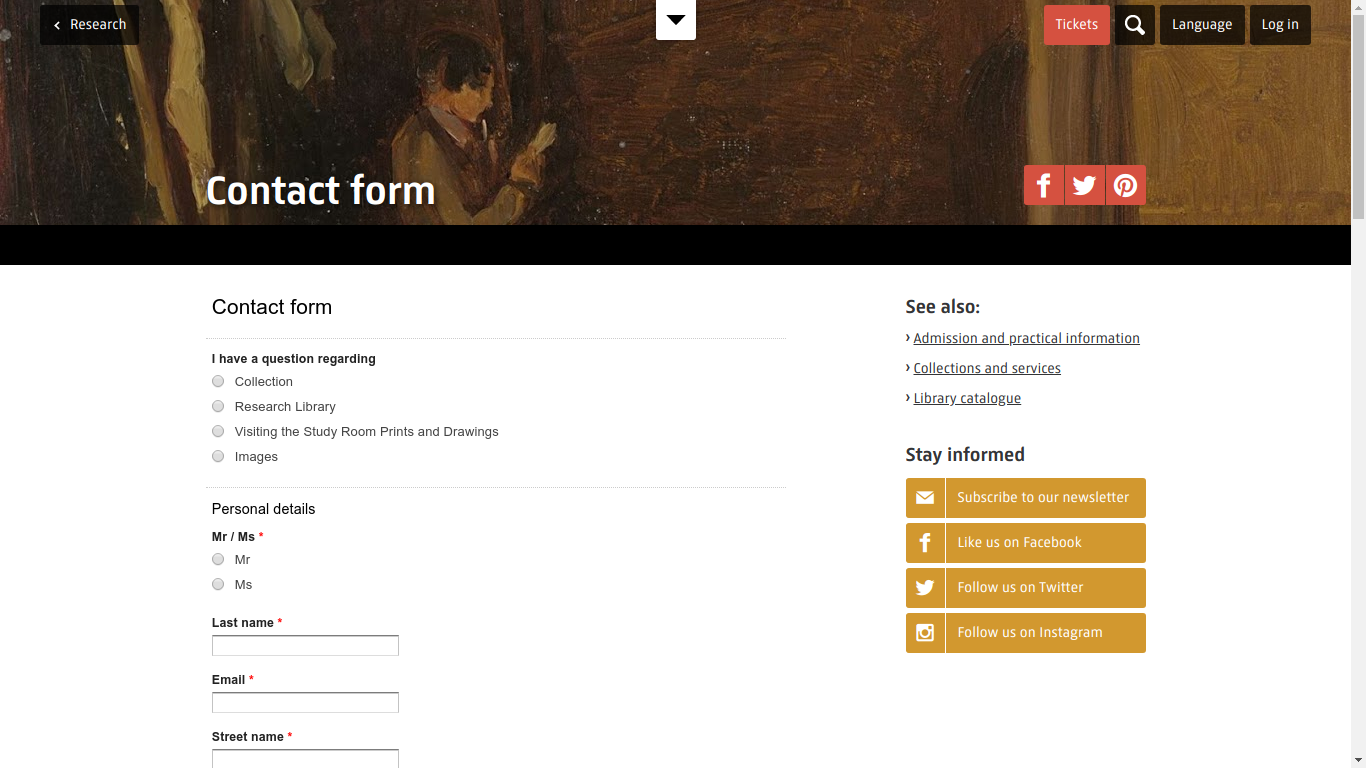 Research
Tickets
Language
Log in
Contact form
Contact form
I have a question regarding
Collection
Research Library
Visiting the Study Room Prints and Drawings
Images
Personal details
Mr / Ms *
Mr
Ms
Last name *
Email *
Street name *
See also:
› Admission and practical information
› Collections and services
› Library catalogue
Stay informed
Subscribe to our newsletter
Like us on Facebook
Follow us on Twitter
Follow us on Instagram